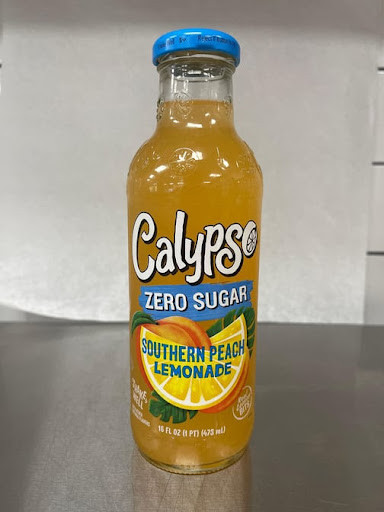 Calypso
ZERO SUGAR
SOUTHERN PEACH
LEMONADE
16 FL OZ (1 PT) (473 mL)